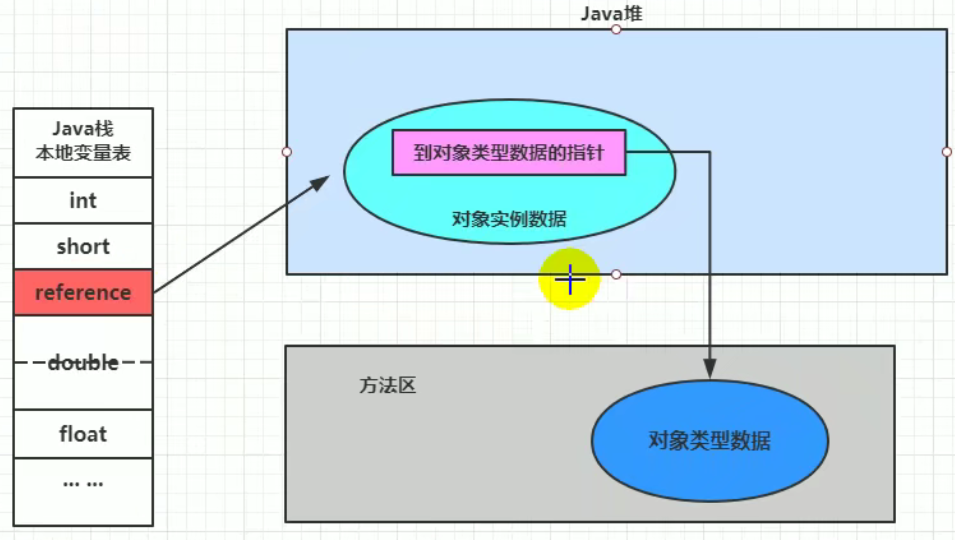 Java堆
Java栈
本地变量表
int
short
reference
double
float
... ...
到对象类型数据的指针
对象实例数据
方法区
对象类型数据